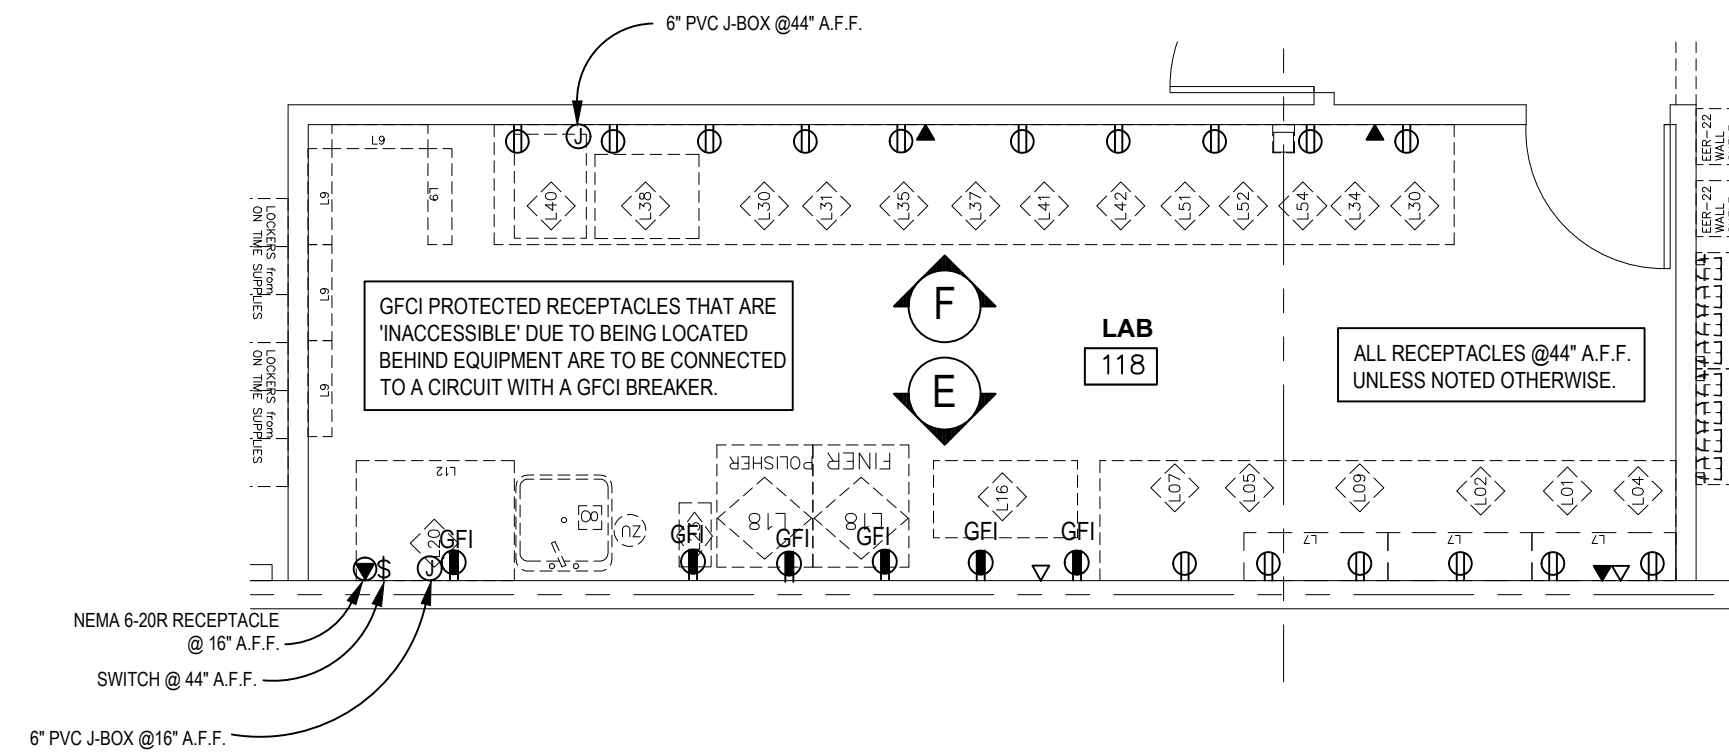 6" PVC J-BOX @44" A.F.F.
J
L9
L9
L9
L9
L9
L40
L38
L30
L31
L35
L37
L41
L42
L51
L52
L54
L34
L30
EER-22
WALL
EER-22
WALL
LOCKERS from
ON TIME SUPPLIES
LOCKERS from
ON TIME SUPPLIES
GFCI PROTECTED RECEPTACLES THAT ARE
'INACCESSIBLE' DUE TO BEING LOCATED
BEHIND EQUIPMENT ARE TO BE CONNECTED
TO A CIRCUIT WITH A GFCI BREAKER.
F
E
LAB
118
ALL RECEPTACLES @44" A.F.F.
UNLESS NOTED OTHERWISE.
L12
L20
GFI
ZU
GFI
POLISHER
L18
GFI
FINER
L18
GFI
L16
GFI
GFI
L07
L05
L09
L02
L01
L04
L7
L7
L7
$
J
NEMA 6-20R RECEPTACLE
@ 16" A.F.F.
SWITCH @ 44" A.F.F.
6" PVC J-BOX @16" A.F.F.